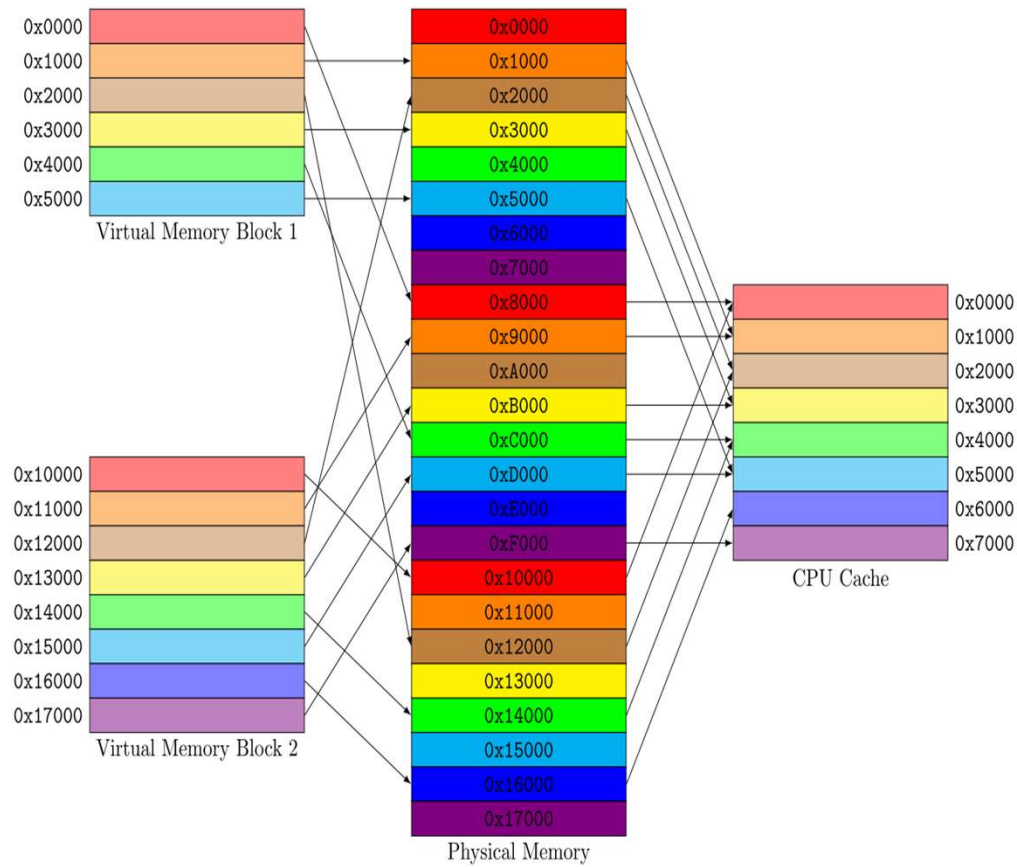 0x0000
0x1000
0x2000
0x3000
0x4000
0x5000
Virtual Memory Block 1
0x10000
0x11000
0x12000
0x13000
0x14000
0x15000
0x16000
0x17000
Virtual Memory Block 2
0x0000
0x1000
0x2000
0x3000
0x4000
0x5000
0x6000
0x7000
0x8000
0x9000
0xA000
0xB000
0xC000
0xD000
0xE000
0xF000
0x10000
0x11000
0x12000
0x13000
0x14000
0x15000
0x16000
0x17000
Physical Memory
0x0000
0x1000
0x2000
0x3000
0x4000
0x5000
0x6000
0x7000
CPU Cache